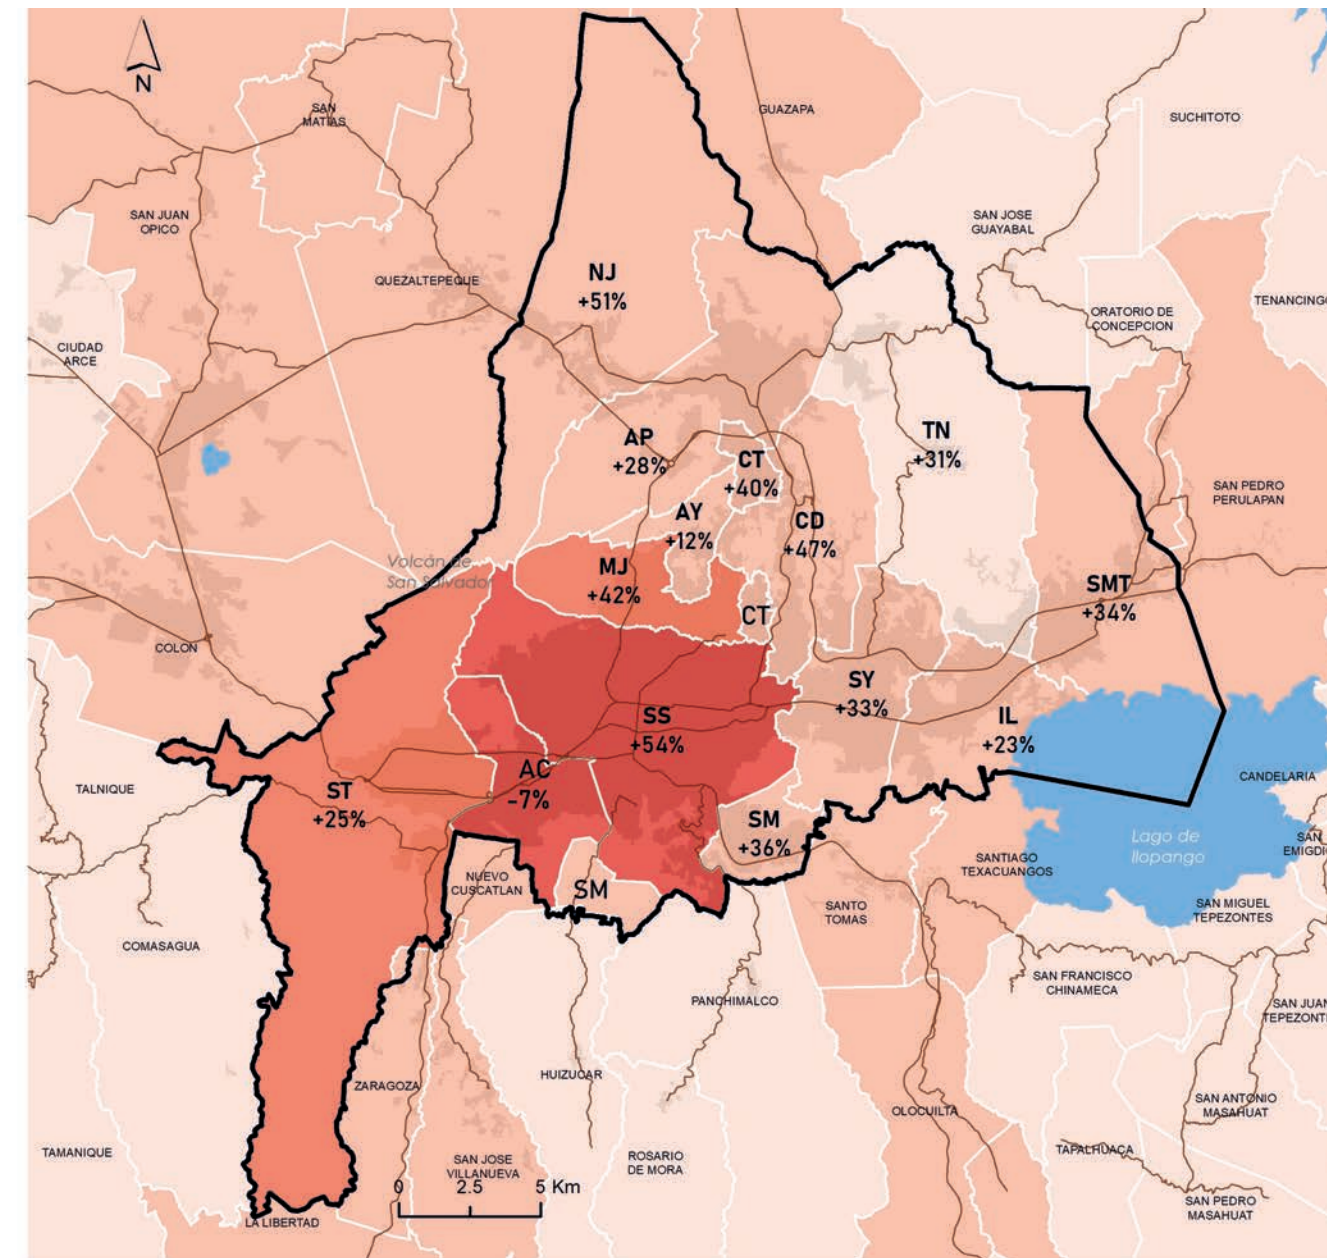 N
SAN
MATIAS
GUAZAPA
SUCHITOTO
SAN JUAN
OPICO
SAN JOSE
GUAYABAL
QUEZALTEPEQUE
NJ
+51%
TENANCINGO
ORATORIO DE
CONCEPCION
CIUDAD
ARCE
AP
+28%
CT
+40%
TN
+31%
SAN PEDRO
PERULAPAN
AY
+12%
CD
+47%
Volcán de
San Salvador
MJ
+42%
SMT
+34%
CT
COLON
SY
+33%
SS
+54%
IL
+23%
AC
-7%
CANDELARIA
TALNIQUE
ST
+25%
SM
+36%
Lago de
Ilopango
SAN
EMIGDIO
SANTIAGO
TEXACUANGOS
NUEVO
CUSCATLAN
SM
SANTO
TOMAS
SAN MIGUEL
TEPEZONTES
COMASAGUA
SAN FRANCISCO
CHINAMECA
PANCHIMALCO
SAN JUAN
TEPEZONTES
HUIZUCAR
ZARAGOZA
OLOCUILTA
SAN ANTONIO
MASAHUAT
TAMANIQUE
SAN JOSE
VILLANUEVA
ROSARIO
DE MORA
TAPALHUACA
0 2.5 5 Km
SAN PEDRO
MASAHUAT
LA LIBERTAD